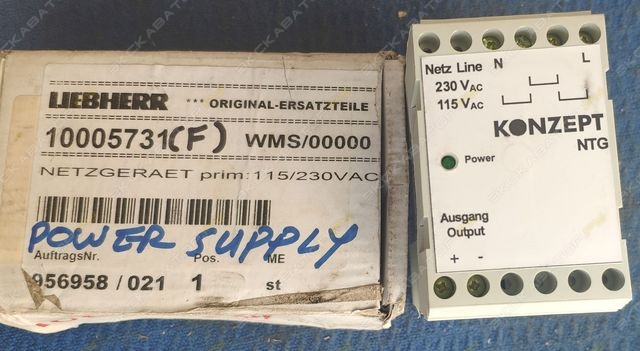 LIEBHERR *** ORIGINAL-ERSATZTEILE
10005731(F) WMS/00000
NETZGERAET prim:115/230VAC
POWER SUPPLY
AuftragsNr. Pos. ME
956958 / 021 1 st
Netz Line N L
230 VAC
115 VAC
KONZEPT
NTG
Power
Ausgang
Output
+ -